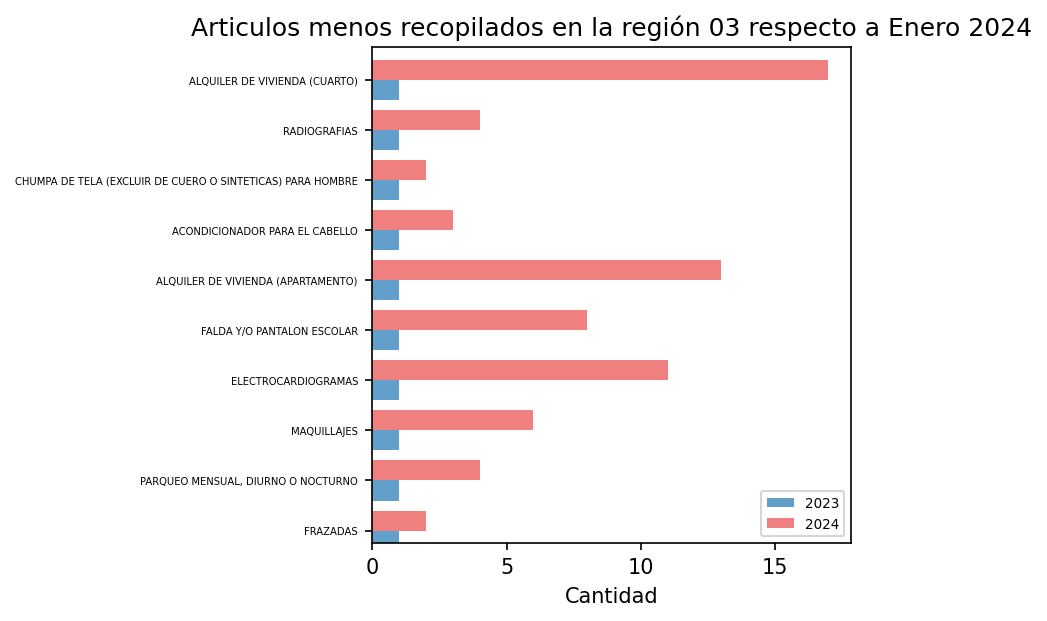 Articulos menos recopilados en la región 03 respecto a Enero 2024
ALQUILER DE VIVIENDA (CUARTO)
RADIOGRAFIAS
CHUMPA DE TELA (EXCLUIR DE CUERO O SINTETICAS) PARA HOMBRE
ACONDICIONADOR PARA EL CABELLO
ALQUILER DE VIVIENDA (APARTAMENTO)
FALDA Y/O PANTALON ESCOLAR
ELECTROCARDIOGRAMAS
MAQUILLAJES
PARQUEO MENSUAL, DIURNO O NOCTURNO
FRAZADAS
2023
2024
0 5 10 15
Cantidad